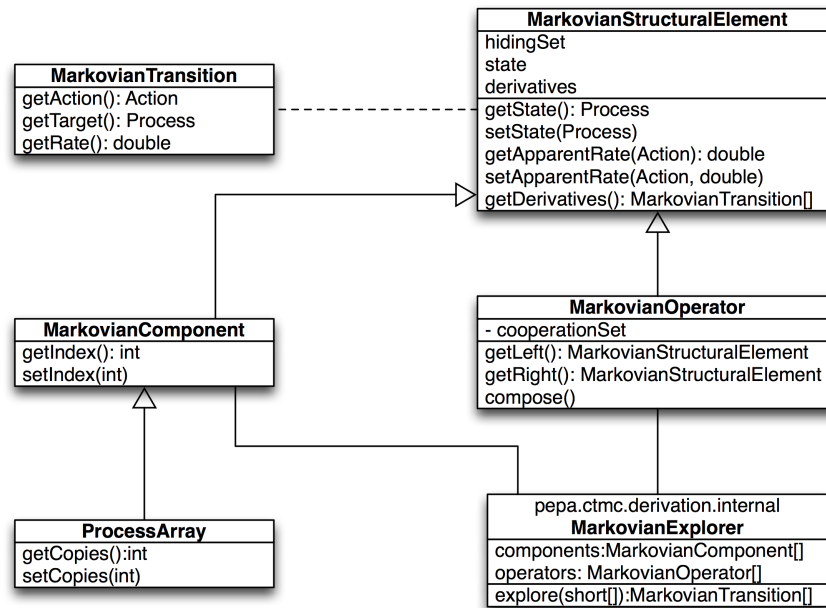 MarkovianStructuralElement
hidingSet
state
derivatives
getState(): Process
setState(Process)
getApparentRate(Action): double
setApparentRate(Action, double)
getDerivatives(): MarkovianTransition[]
MarkovianTransition
getAction(): Action
getTarget(): Process
getRate(): double
MarkovianComponent
getIndex(): int
setIndex(int)
MarkovianOperator
- cooperationSet
getLeft(): MarkovianStructuralElement
getRight(): MarkovianStructuralElement
compose()
ProcessArray
getCopies():int
setCopies(int)
pepa.ctmc.derivation.internal
MarkovianExplorer
components:MarkovianComponent[]
operators: MarkovianOperator[]
explore(short[]):MarkovianTransition[]